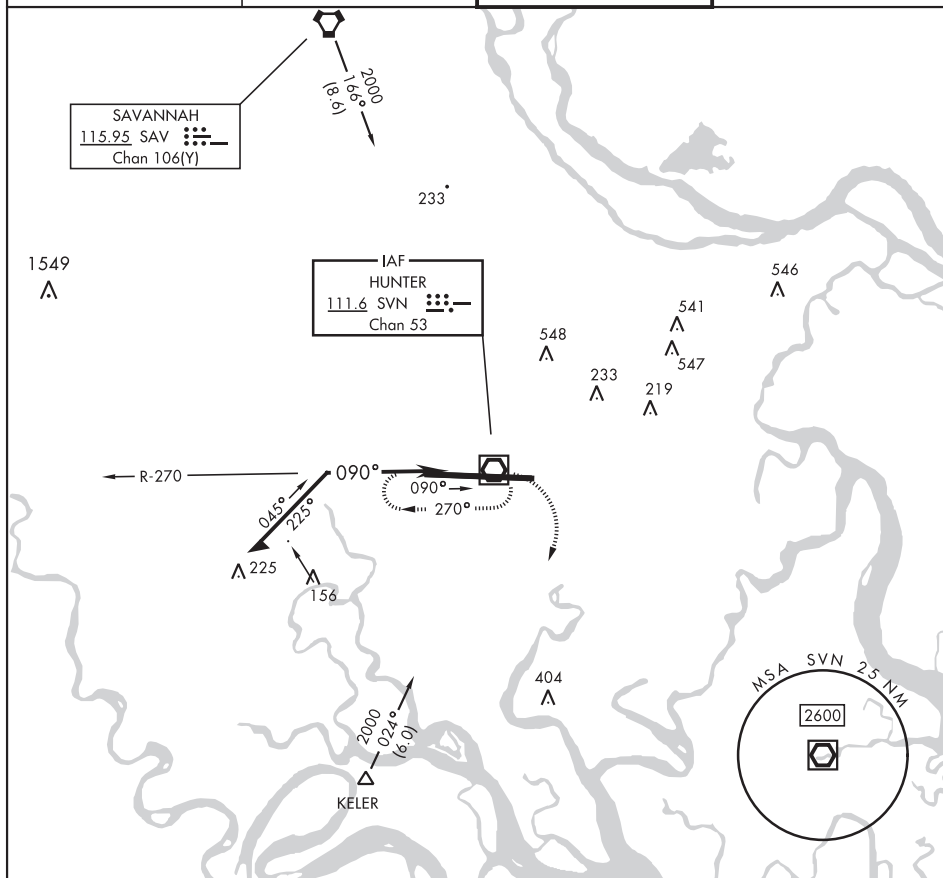 2000
166°
(8.6)
SAVANNAH
115.95 SAV
Chan 106(Y)
233
1549
IAF
HUNTER
111.6 SVN
Chan 53
546
541
548
547
233
219
R-270
090°
090°
270°
045°
225°
225
156
404
2000
024°
(6.0)
KELER
MSA SVN 25 NM
2600